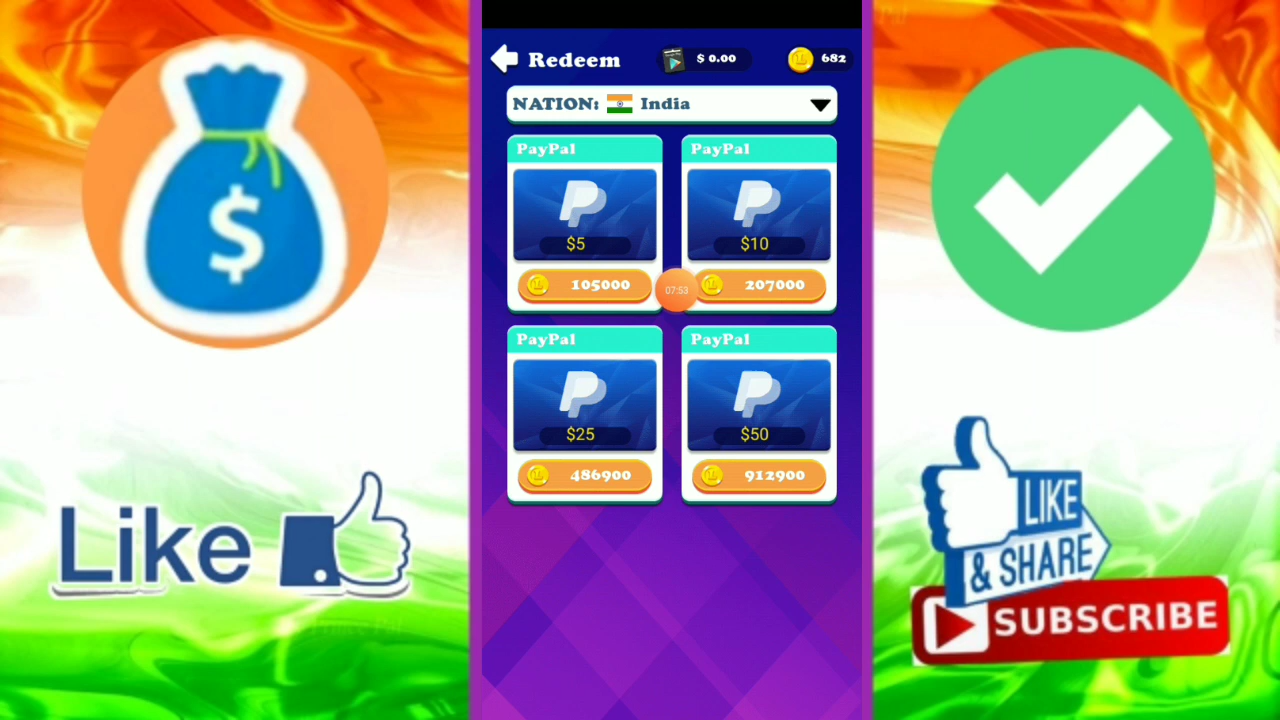 Redeem
$ 0.00
682
NATION: India
PayPal
PayPal
$5
$10
105000
207000
07:53
PayPal
PayPal
$25
$50
486900
912900
$
Like
LIKE
& SHARE
SUBSCRIBE